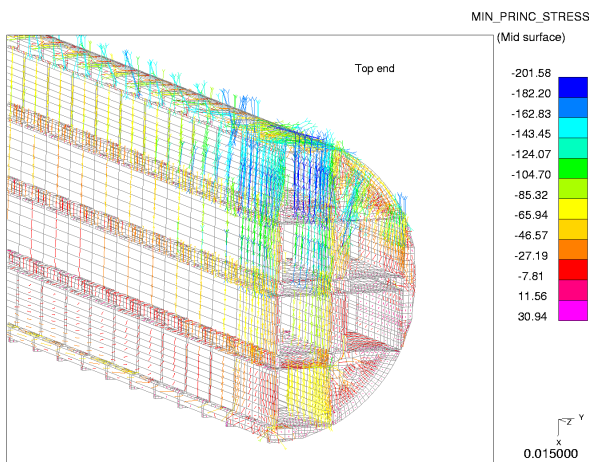 MIN_PRINC_STRESS
(Mid surface)
Top end
-201.58
-182.20
-162.83
-143.45
-124.07
-104.70
-85.32
-65.94
-46.57
-27.19
-7.81
11.56
30.94
Y
Z
X
0.015000